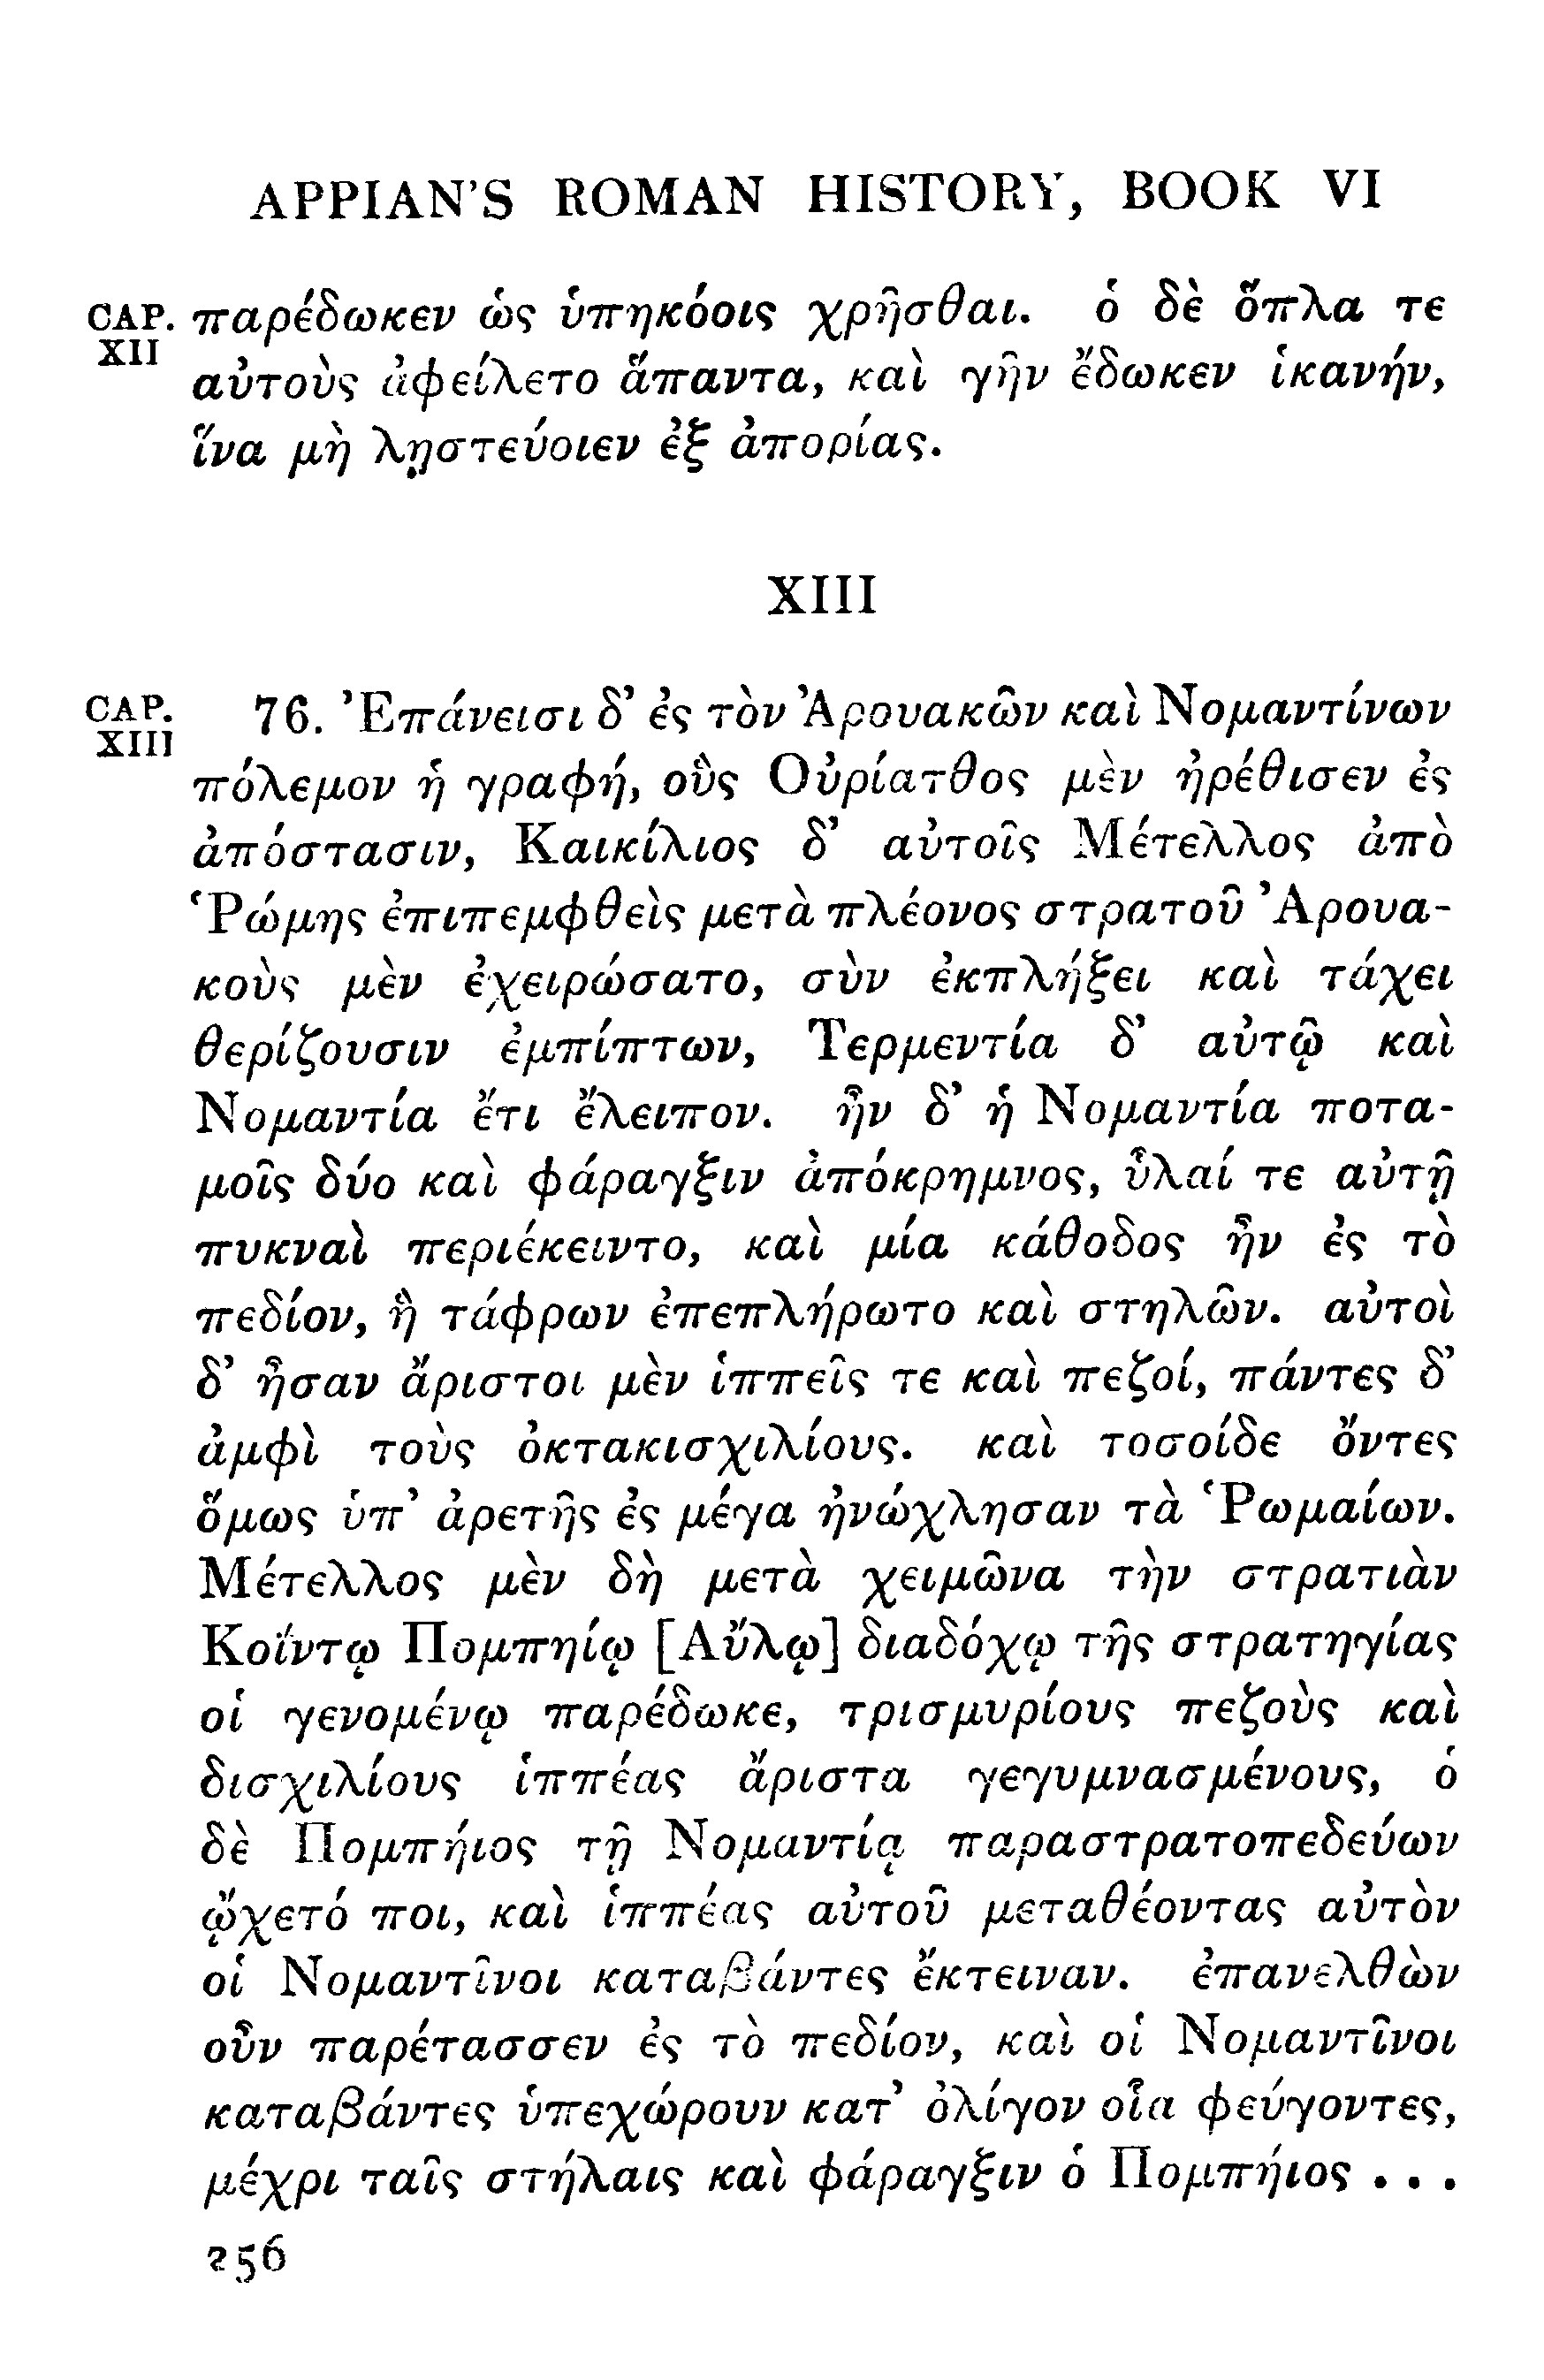 APPIAN'S ROMAN HISTORY, BOOK VI
CAP. XII παρέδωκεν ὡς ὑπηκόοις χρῆσθαι. ὁ δὲ ὅπλα τε
αὐτοὺς ἀφείλετο ἅπαντα, καὶ γῆν ἔδωκεν ἱκανήν,
ἵνα μὴ λῃστεύοιεν ἐξ ἀπορίας.
XIII
CAP. XIII 76. Ἐπάνεισι δ' ἐς τὸν Ἀρουακῶν καὶ Νομαντίνων
πόλεμον ἡ γραφή, οὓς Οὐρίατθος μὲν ἠρέθισεν ἐς
ἀπόστασιν, Καικίλιος δ' αὐτοῖς Μέτελλος ἀπὸ
Ῥώμης ἐπιπεμφθεὶς μετὰ πλέονος στρατοῦ Ἀρουα-
κοὺς μὲν ἐχειρώσατο, σὺν ἐκπλήξει καὶ τάχει
θερίζουσιν ἐμπίπτων, Τερμεντία δ' αὐτῷ καὶ
Νομαντία ἔτι ἔλειπον. ἦν δ' ἡ Νομαντία ποτα-
μοῖς δύο καὶ φάραγξιν ἀπόκρημνος, ὗλαί τε αὐτῇ
πυκναὶ περιέκειντο, καὶ μία κάθοδος ἦν ἐς τὸ
πεδίον, ἣ τάφρων ἐπεπλήρωτο καὶ στηλῶν. αὐτοὶ
δ' ἦσαν ἄριστοι μὲν ἱππεῖς τε καὶ πεζοί, πάντες δ'
ἀμφὶ τοὺς ὀκτακισχιλίους. καὶ τοσοίδε ὄντες
ὅμως ὑπ' ἀρετῆς ἐς μέγα ἠνώχλησαν τὰ Ῥωμαίων.
Μέτελλος μὲν δὴ μετὰ χειμῶνα τὴν στρατιὰν
Κοΐντῳ Πομπηίῳ [Αὔλῳ] διαδόχῳ τῆς στρατηγίας
οἱ γενομένῳ παρέδωκε, τρισμυρίους πεζοὺς καὶ
δισχιλίους ἱππέας ἄριστα γεγυμνασμένους, ὁ
δὲ Πομπήιος τῇ Νομαντίᾳ παραστρατοπεδεύων
ᾤχετό ποι, καὶ ἱππέας αὐτοῦ μεταθέοντας αὐτὸν
οἱ Νομαντῖνοι καταβάντες ἔκτειναν. ἐπανελθὼν
οὖν παρέτασσεν ἐς τὸ πεδίον, καὶ οἱ Νομαντῖνοι
καταβάντες ὑπεχώρουν κατ' ὀλίγον οἷα φεύγοντες,
μέχρι ταῖς στήλαις καὶ φάραγξιν ὁ Πομπήιος . . .
256